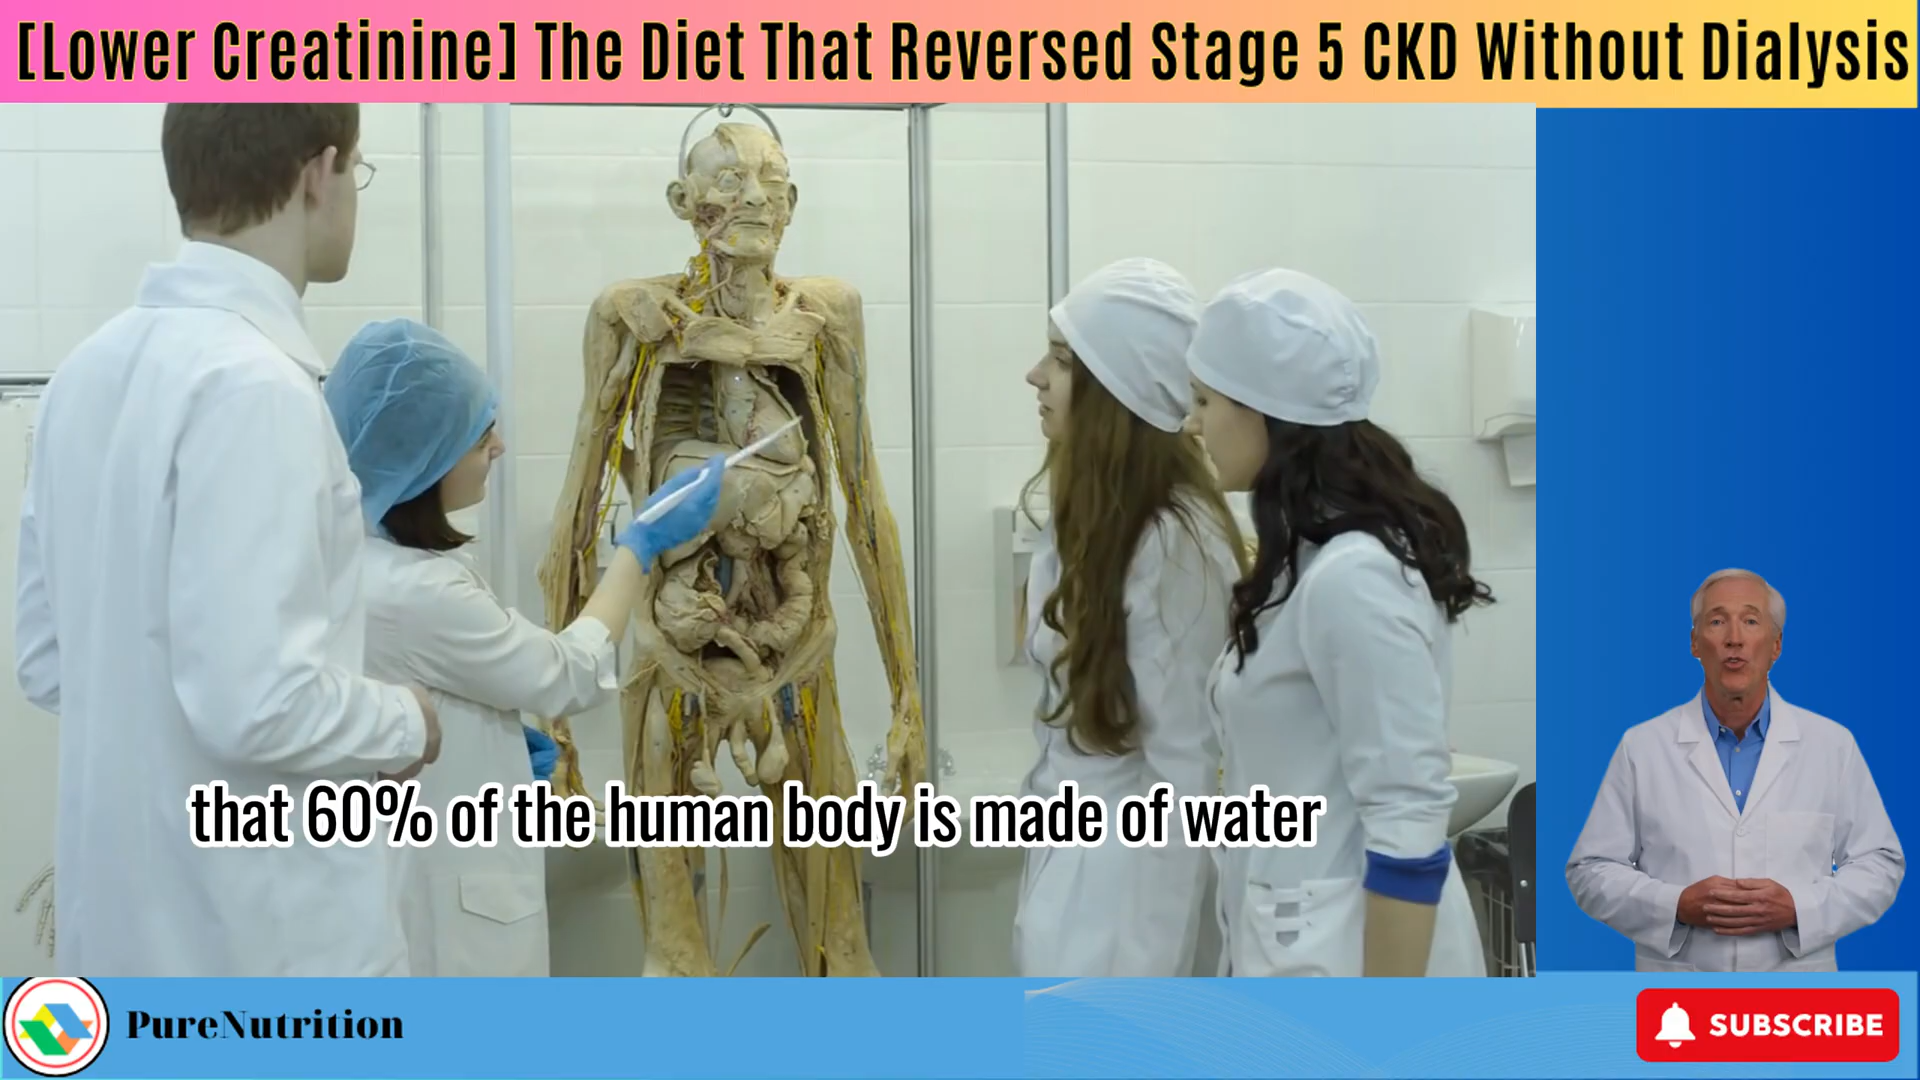 [Lower Creatinine] The Diet That Reversed Stage 5 CKD Without Dialysis
that 60% of the human body is made of water
PureNutrition
SUBSCRIBE